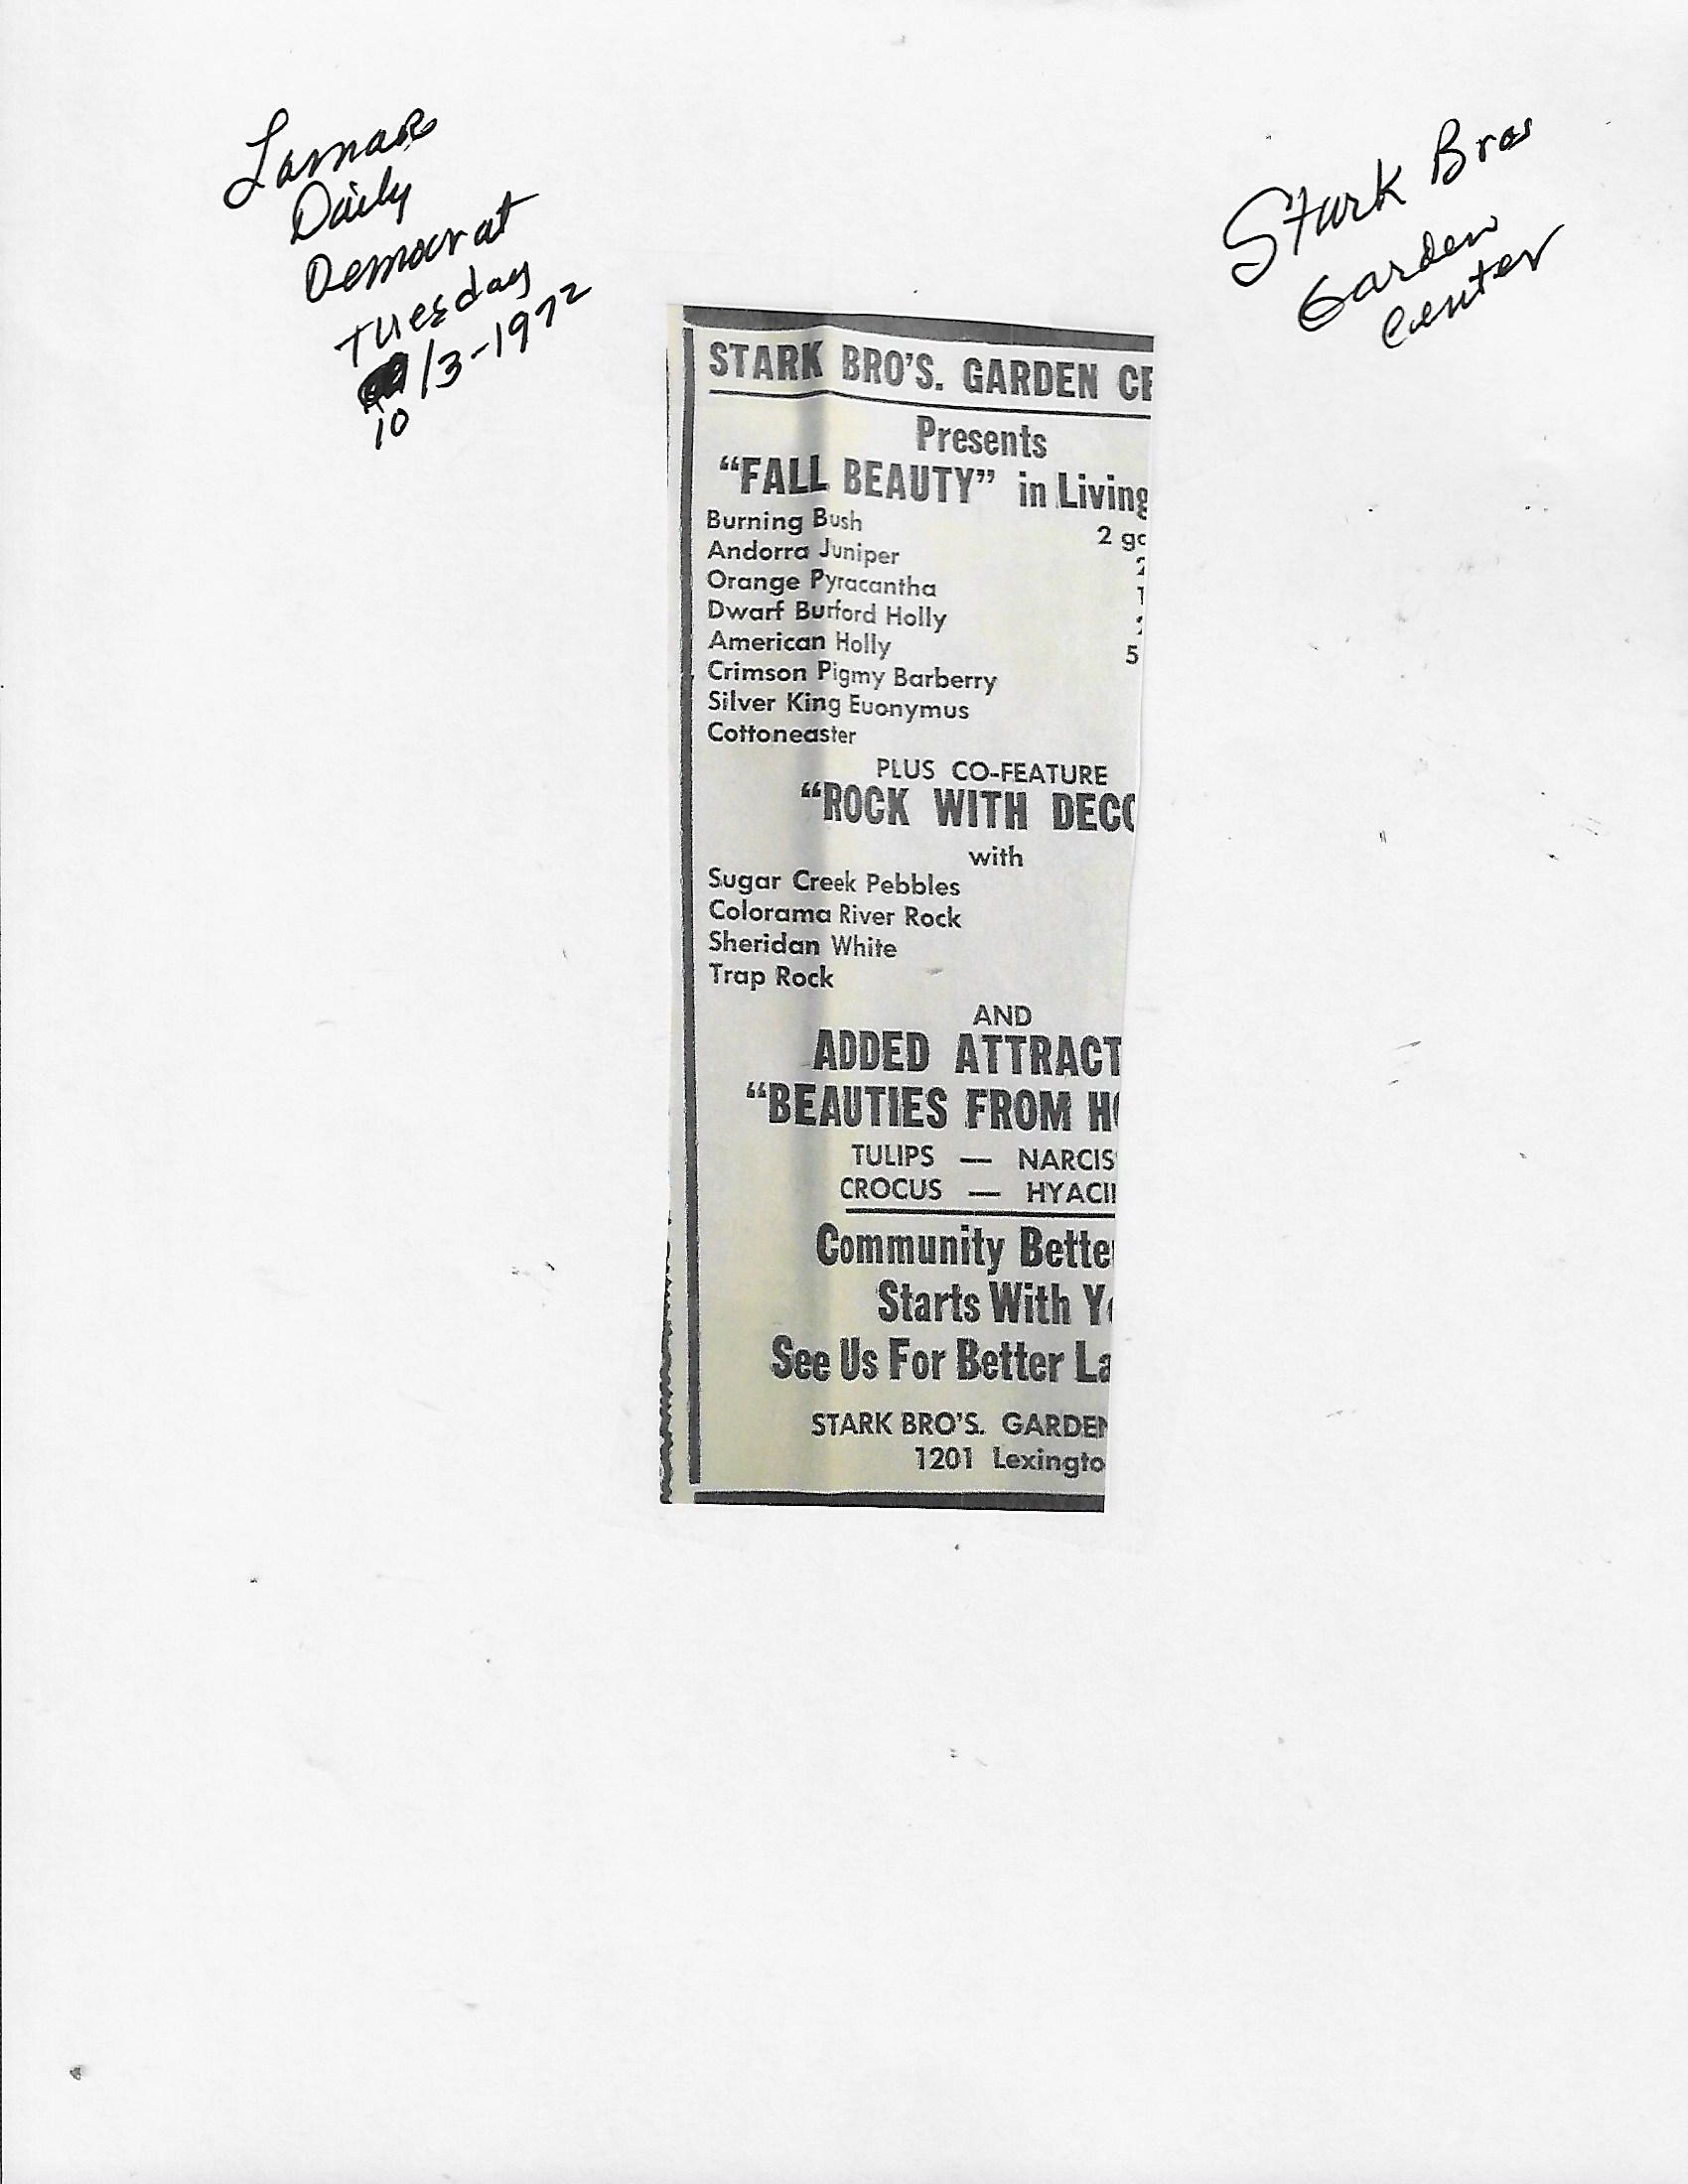 Lamar
Daily
Democrat
Tuesday
10/3-1972
Stark Bros
Garden
Center
STARK BRO'S. GARDEN CE
Presents
"FALL BEAUTY" in Living
Burning Bush 2 ga
Andorra Juniper 2
Orange Pyracantha 1
Dwarf Burford Holly
American Holly 5
Crimson Pigmy Barberry
Silver King Euonymus
Cottoneaster
PLUS CO-FEATURE
"ROCK WITH DECO
with
Sugar Creek Pebbles
Colorama River Rock
Sheridan White
Trap Rock
AND
ADDED ATTRACT
"BEAUTIES FROM HO
TULIPS — NARCIS
CROCUS — HYACI
Community Better
Starts With Yo
See Us For Better La
STARK BRO'S. GARDEN
1201 Lexingto